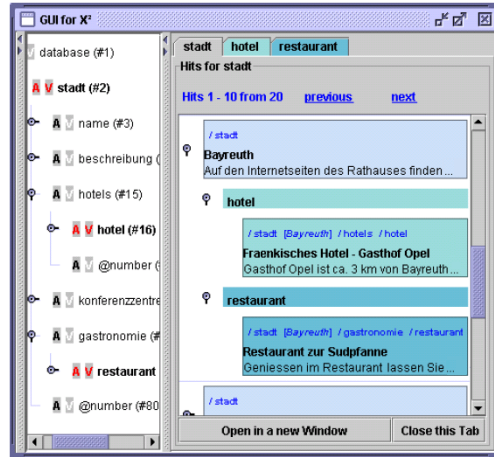 GUI for X²
database (#1)
A V stadt (#2)
A V name (#3)
A V beschreibung (
A V hotels (#15)
A V hotel (#16)
A V @number (
A V konferenzzentre
A V gastronomie (#
A V restaurant
A V @number (#80
stadt hotel restaurant
Hits for stadt
Hits 1 - 10 from 20 previous next
/ stadt
Bayreuth
Auf den Internetseiten des Rathauses finden ...
hotel
/ stadt [Bayreuth] / hotels / hotel
Fraenkisches Hotel - Gasthof Opel
Gasthof Opel ist ca. 3 km von Bayreuth ...
restaurant
/ stadt [Bayreuth] / gastronomie / restaurant
Restaurant zur Sudpfanne
Geniessen im Restaurant lassen Sie ...
/ stadt
Open in a new Window Close this Tab